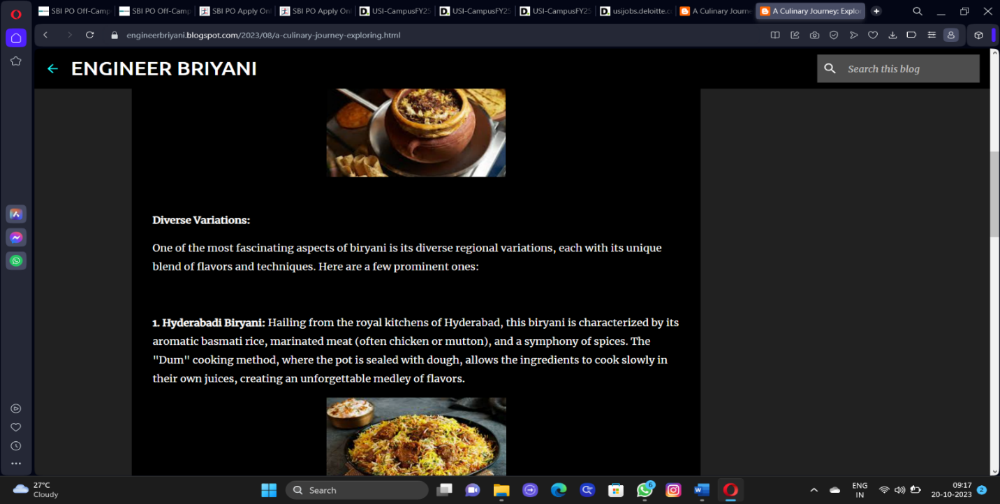 SBI PO Off-Camp
SBI PO Off-Camp
SBI PO Apply Onl
SBI PO Apply Onl
USI-CampusFY25
USI-CampusFY25
USI-CampusFY25
usijobs.deloitte.c
A Culinary Journe
A Culinary Journey: Explor
engineerbriyani.blogspot.com/2023/08/a-culinary-journey-exploring.html
ENGINEER BRIYANI
Search this blog
Diverse Variations:
One of the most fascinating aspects of biryani is its diverse regional variations, each with its unique
blend of flavors and techniques. Here are a few prominent ones:
1. Hyderabadi Biryani: Hailing from the royal kitchens of Hyderabad, this biryani is characterized by its
aromatic basmati rice, marinated meat (often chicken or mutton), and a symphony of spices. The
"Dum" cooking method, where the pot is sealed with dough, allows the ingredients to cook slowly in
their own juices, creating an unforgettable medley of flavors.
27°C
Cloudy
Search
6
ENG
IN
09:17
20-10-2023
2